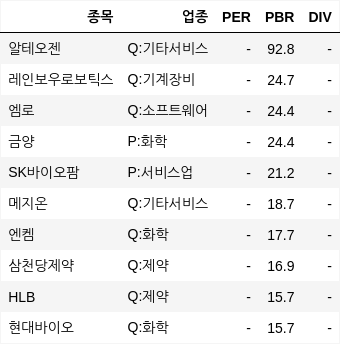 종목 업종 PER PBR DIV
알테오젠 Q:기타서비스 - 92.8 -
레인보우로보틱스 Q:기계장비 - 24.7 -
엠로 Q:소프트웨어 - 24.4 -
금양 P:화학 - 24.4 -
SK바이오팜 P:서비스업 - 21.2 -
메지온 Q:기타서비스 - 18.7 -
엔켐 Q:화학 - 17.7 -
삼천당제약 Q:제약 - 16.9 -
HLB Q:제약 - 15.7 -
현대바이오 Q:화학 - 15.7 -